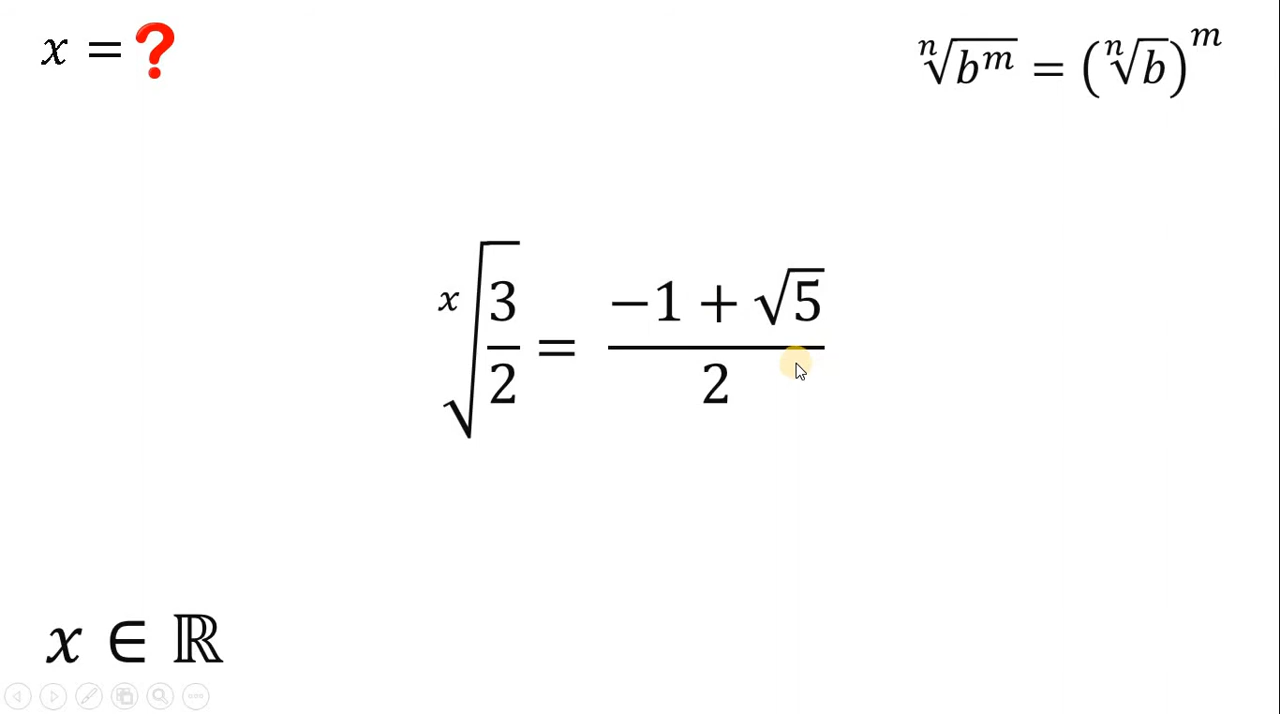 x = ❓
ⁿ√(bᵐ) = (ⁿ√b)ᵐ
ˣ√(3/2) = (−1 + √5)/2
x ∈ ℝ